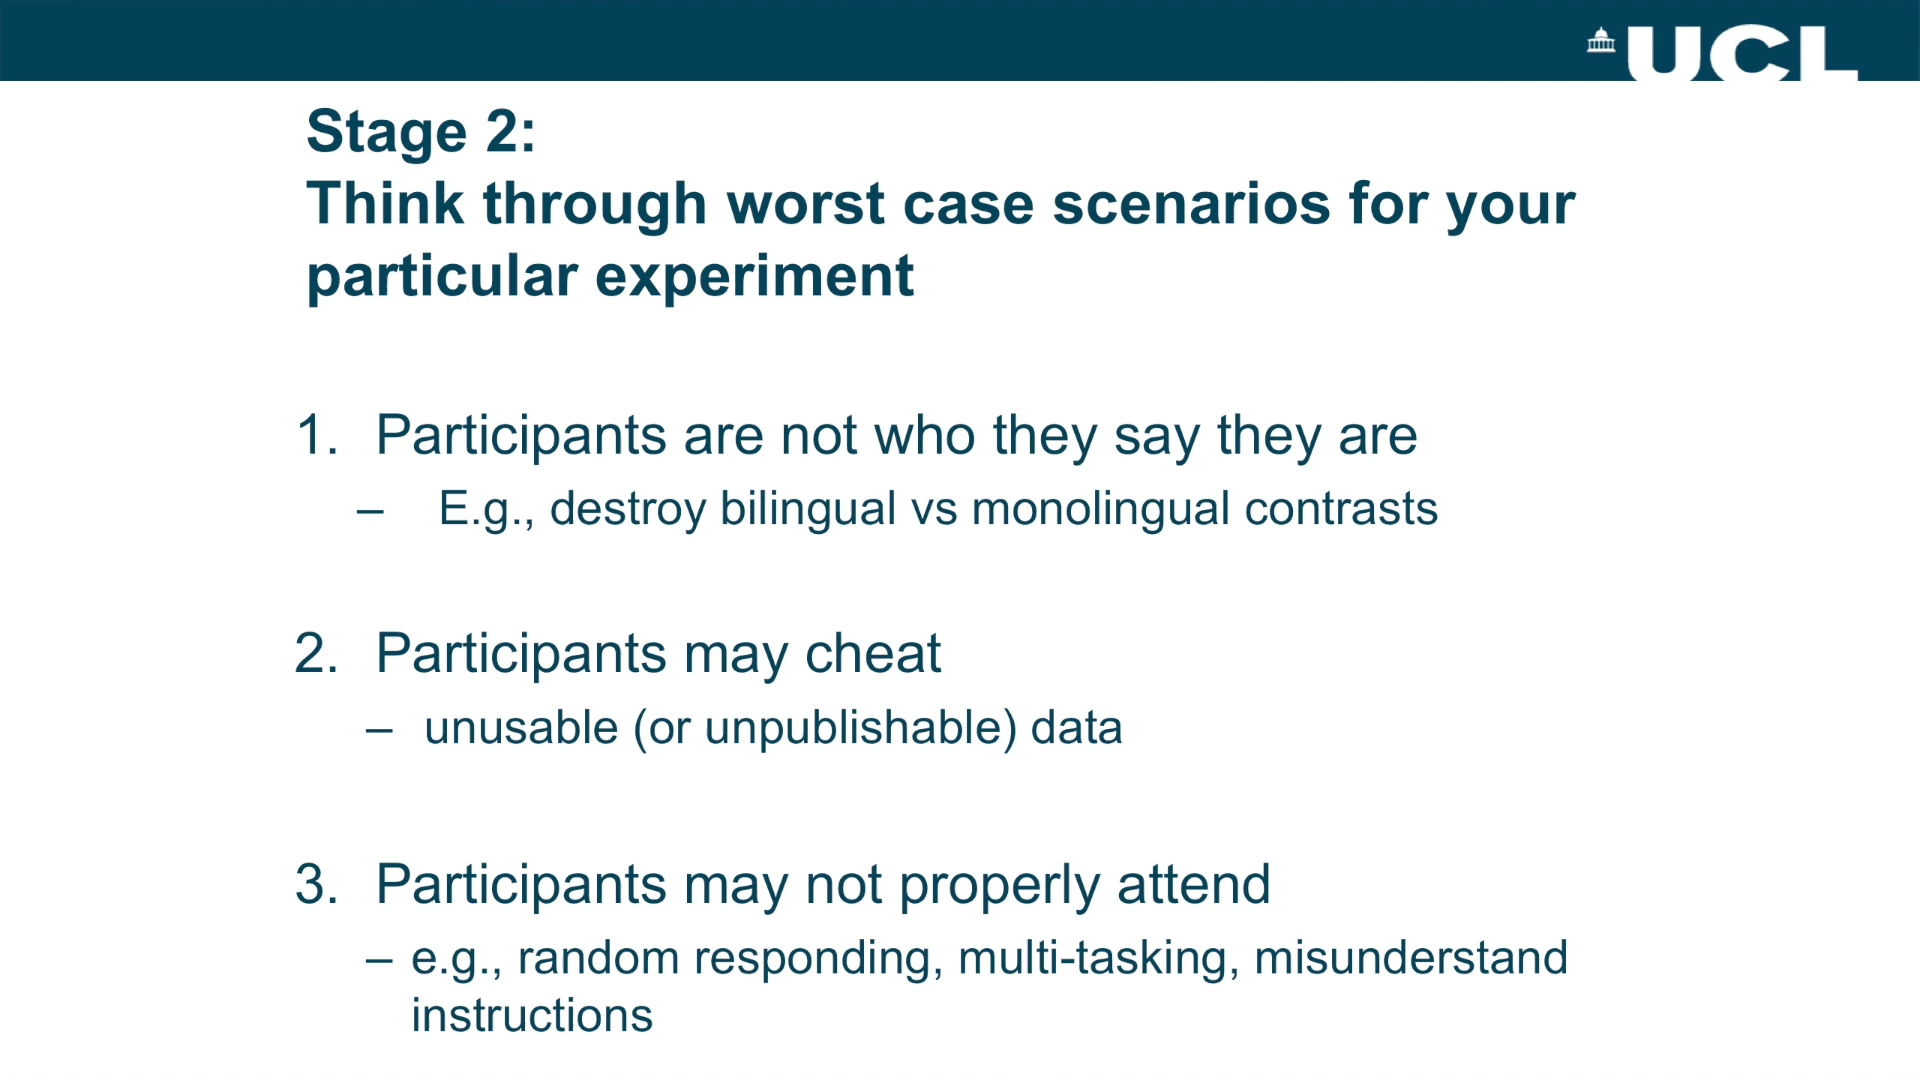 UCL
Stage 2:
Think through worst case scenarios for your
particular experiment
1. Participants are not who they say they are
– E.g., destroy bilingual vs monolingual contrasts
2. Participants may cheat
– unusable (or unpublishable) data
3. Participants may not properly attend
– e.g., random responding, multi-tasking, misunderstand
instructions